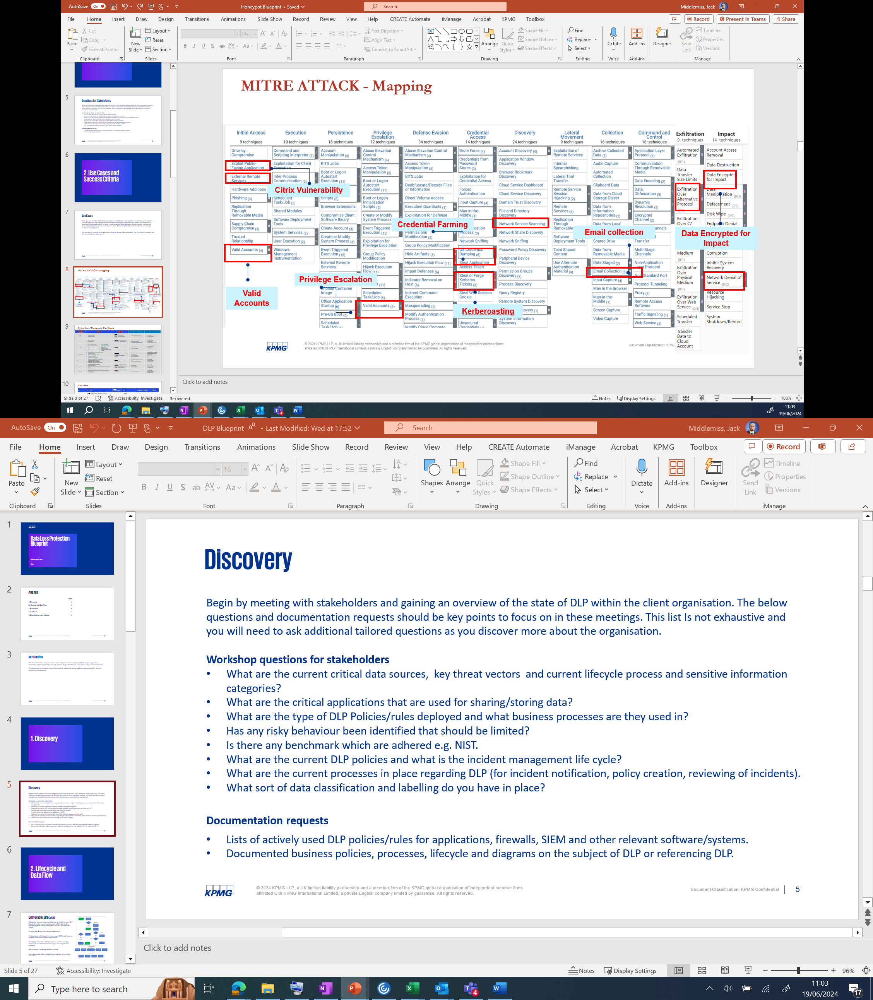 AutoSave On Honeypot Blueprint • Saved Search Middlemiss, Jack
File Home Insert Draw Design Transitions Animations Slide Show Record Review View Help CREATE Automate iManage Acrobat KPMG Toolbox Record Present in Teams Share
Paste Cut Copy Format Painter New Slide Layout Reset Section 14+ Text Direction Align Text Convert to SmartArt Arrange Quick Styles Shape Fill Shape Outline Shape Effects Find Replace Select Dictate Add-ins Designer Send Link Timeline Properties Versions
Clipboard Slides Font Paragraph Drawing Editing Voice Add-ins iManage
5
Questions for Stakeholders
6
2. Use Cases and
Success Criteria
7
Use Cases
8
MITRE ATTACK - Mapping
9
Cyber Lure Threat and Use Cases
10
Use cases
MITRE ATTACK - Mapping
Initial Access
9 techniques
Drive-by
Compromise
Exploit Public-
Facing Application
External Remote
Services
Hardware Additions
Phishing (3)
Replication
Through
Removable Media
Supply Chain
Compromise (3)
Trusted
Relationship
Valid Accounts (4)
Valid
Accounts
Execution
10 techniques
Command and
Scripting Interpreter (7)
Exploitation for Client
Execution
Inter-Process
Communication (2)
Citrix Vulnerability
Scheduled
Task/Job (5)
Shared Modules
Software Deployment
Tools
System Services (2)
User Execution (2)
Windows
Management
Instrumentation
Privilege Escalation
Persistence
18 techniques
Account
Manipulation (4)
BITS Jobs
Boot or Logon
Autostart
Execution (11)
Scripts (5)
Browser Extensions
Compromise Client
Software Binary
Create Account (3)
Create or Modify
System Process (4)
Event Triggered
Execution (15)
External Remote
Services
Implant Container
Image
Office Application
Startup (6)
Pre-OS Boot (3)
Scheduled
Task/Job (5)
Privilege
Escalation
12 techniques
Abuse Elevation
Control
Mechanism (4)
Access Token
Manipulation (5)
Boot or Logon
Autostart
Execution (11)
Boot or Logon
Initialization
Scripts (5)
Create or Modify
System Process
Event Triggered
Execution (15)
Exploitation for
Privilege Escalation
Group Policy
Modification
Hijack Execution
Flow (11)
(11)
Scheduled
Task/Job (5)
Valid Accounts (4)
Defense Evasion
34 techniques
Abuse Elevation Control
Mechanism (4)
Access Token
Manipulation (5)
BITS Jobs
Deobfuscate/Decode Files
or Information
Direct Volume Access
Execution Guardrails (1)
Exploitation for Defense
Credential Farming
Permissions
Modification (2)
Group Policy Modification
Hide Artifacts (6)
Hijack Execution Flow (11)
Impair Defenses (6)
Indicator Removal on
Host (6)
Indirect Command
Execution
Masquerading (6)
Modify Authentication
Process (3)
Modify Cloud Compute
Credential
Access
14 techniques
Brute Force (4)
Credentials from
Password
Stores (3)
Exploitation for
Credential Access
Forced
Authentication
Input Capture (4)
Man-in-the-
Middle (1)
Process (3)
Network Sniffing
OS Credential
Dumping (8)
Steal Application
Access Token
Steal or Forge
Kerberos
Tickets (3)
Steal Web Session
Cookie
Kerberoasting
Unsecured
Credentials
Discovery
24 techniques
Account Discovery (4)
Application Window
Discovery
Browser Bookmark
Discovery
Cloud Service Dashboard
Cloud Service Discovery
Domain Trust Discovery
File and Directory
Discovery
Network Service Scanning
Network Share Discovery
Network Sniffing
Password Policy Discovery
Peripheral Device
Discovery
Permission Groups
Discovery (3)
Process Discovery
Query Registry
Remote System Discovery
overy (1)
System Information
Discovery
Lateral
Movement
9 techniques
Exploitation of
Remote Services
Internal
Spearphishing
Lateral Tool
Transfer
Remote Service
Session
Hijacking (2)
Remote
Services (6)
Replication
Through
Removable
Software
Deployment Tools
Taint Shared
Content
Use Alternate
Authentication
Material (4)
Collection
16 techniques
Archive Collected
Data (3)
Audio Capture
Automated
Collection
Clipboard Data
Data from Cloud
Storage Object
Data from
Information
Repositories (2)
Data from Local
Email collection
Shared Drive
Data from
Removable Media
Data Staged (2)
Email Collection (3)
Input Capture (4)
Man in the Browser
Man-in-the-
Middle (1)
Screen Capture
Video Capture
Command and
Control
16 techniques
Application Layer
Protocol (4)
Communication
Through Removable
Media
Data Encoding (2)
Data
Obfuscation (3)
Dynamic
Resolution (3)
Encrypted
Channel (2)
annels
Transfer
Multi-Stage
Channels
Non-Application
Layer Protocol
Non-Standard Port
Protocol Tunneling
Proxy (4)
Remote Access
Software
Traffic Signaling (1)
Web Service (3)
Exfiltration
9 techniques
Automated
Exfiltration
(0/1)
Data
Transfer
Size Limits
Exfiltration
Over
Alternative
Protocol
Exfiltration
Over C2
Medium
(0/1)
Exfiltration
Over
Physical
Medium
(0/1)
Exfiltration
Over Web
Service (0/4)
Scheduled
Transfer
Transfer
Data to
Cloud
Account
Impact
14 techniques
Account Access
Removal
Data Destruction
Data Encrypted
for Impact
Data
Manipulation (0/3)
Defacement (0/2)
Disk Wipe (0/2)
Endpoint Denial
Data Encrypted for
Impact
Corruption
Inhibit System
Recovery
Network Denial of
Service (0/2)
Resource
Hijacking
Service Stop
System
Shutdown/Reboot
KPMG
© 2024 KPMG LLP, a UK limited liability partnership and a member firm of the KPMG global organisation of independent member firms
affiliated with KPMG International Limited, a private English company limited by guarantee. All rights reserved.
Document Classification: KPMG
Click to add notes
Slide 8 of 27 Accessibility: Investigate Recovered Notes Display Settings 108%
11:03
19/06/2024
AutoSave On DLP Blueprint • Last Modified: Wed at 17:52 Search Middlemiss, Jack
File Home Insert Draw Design Transitions Animations Slide Show Record Review View Help CREATE Automate iManage Acrobat KPMG Toolbox Record
Paste New Slide Layout Reset Section 16 Shapes Arrange Quick Styles Shape Fill Shape Outline Shape Effects Find Replace Select Dictate Add-ins Designer Send Link Timeline Properties Versions
Clipboard Slides Font Paragraph Drawing Editing Voice Add-ins iManage
1
KPMG
Data Loss Protection
Blueprint
2
Agenda
3
Introduction
4
1. Discovery
5
Discovery
6
2. Lifecycle and
Data Flow
7
Deliverable: Lifecycle
Discovery
Begin by meeting with stakeholders and gaining an overview of the state of DLP within the client organisation. The below
questions and documentation requests should be key points to focus on in these meetings. This list Is not exhaustive and
you will need to ask additional tailored questions as you discover more about the organisation.
Workshop questions for stakeholders
• What are the current critical data sources, key threat vectors and current lifecycle process and sensitive information
categories?
• What are the critical applications that are used for sharing/storing data?
• What are the type of DLP Policies/rules deployed and what business processes are they used in?
• Has any risky behaviour been identified that should be limited?
• Is there any benchmark which are adhered e.g. NIST.
• What are the current DLP policies and what is the incident management life cycle?
• What are the current processes in place regarding DLP (for incident notification, policy creation, reviewing of incidents).
• What sort of data classification and labelling do you have in place?
Documentation requests
• Lists of actively used DLP policies/rules for applications, firewalls, SIEM and other relevant software/systems.
• Documented business policies, processes, lifecycle and diagrams on the subject of DLP or referencing DLP.
KPMG
© 2024 KPMG LLP, a UK limited liability partnership and a member firm of the KPMG global organisation of independent member firms
affiliated with KPMG International Limited, a private English company limited by guarantee. All rights reserved.
Document Classification: KPMG Confidential 5
Click to add notes
Slide 5 of 27 Accessibility: Investigate Notes Display Settings 96%
Type here to search
11:03
19/06/2024
17